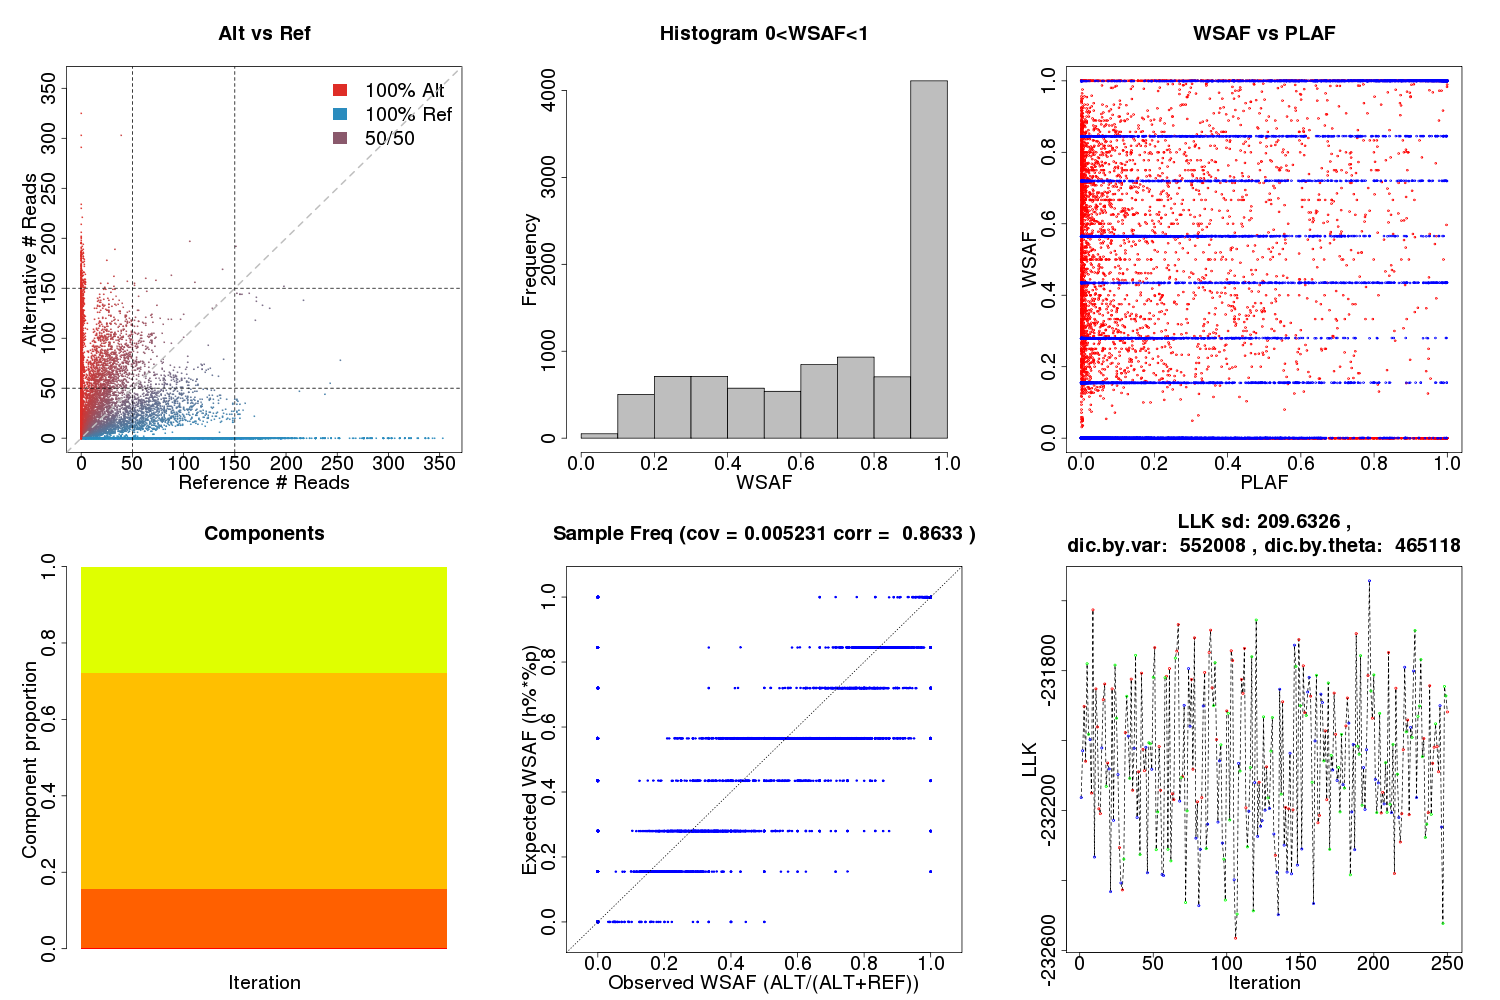 Alt vs Ref
350
300
250
200
150
100
50
0
Alternative # Reads
100% Alt
100% Ref
50/50
0 50 100 150 200 250 300 350
Reference # Reads
Histogram 0<WSAF<1
4000
3000
2000
1000
0
Frequency
0.0 0.2 0.4 0.6 0.8 1.0
WSAF
WSAF vs PLAF
1.0
0.8
0.6
0.4
0.2
0.0
WSAF
0.0 0.2 0.4 0.6 0.8 1.0
PLAF
Components
1.0
0.8
0.6
0.4
0.2
0.0
Component proportion
Iteration
Sample Freq (cov = 0.005231 corr = 0.8633 )
1.0
0.8
0.6
0.4
0.2
0.0
Expected WSAF (h%*%p)
0.0 0.2 0.4 0.6 0.8 1.0
Observed WSAF (ALT/(ALT+REF))
LLK sd: 209.6326 ,
dic.by.var: 552008 , dic.by.theta: 465118
-231800
-232200
-232600
LLK
0 50 100 150 200 250
Iteration